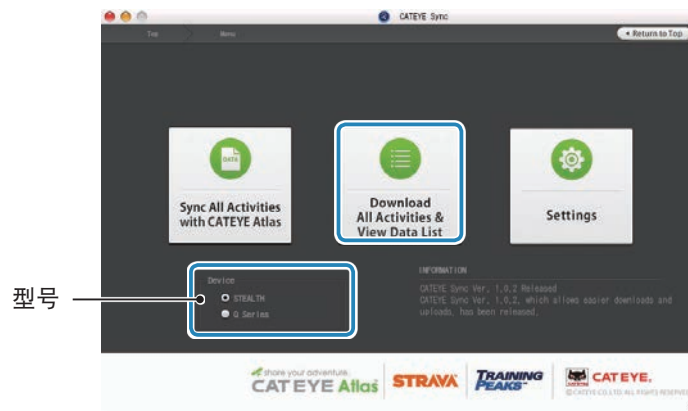 CATEYE Sync
Top
Menu
Return to Top
DATA
Sync All Activities
with CATEYE Atlas
Download
All Activities &
View Data List
Settings
型号
Device
STEALTH
Q Series
INFORMATION
CATEYE Sync Ver. 1.0.2 Released
CATEYE Sync Ver. 1.0.2, which allows easier downloads and
uploads, has been released.
share your adventure.
CATEYE Atlas
STRAVA
TRAINING
PEAKS
CATEYE
CATEYE.
© CATEYE CO.,LTD. ALL RIGHTS RESERVED